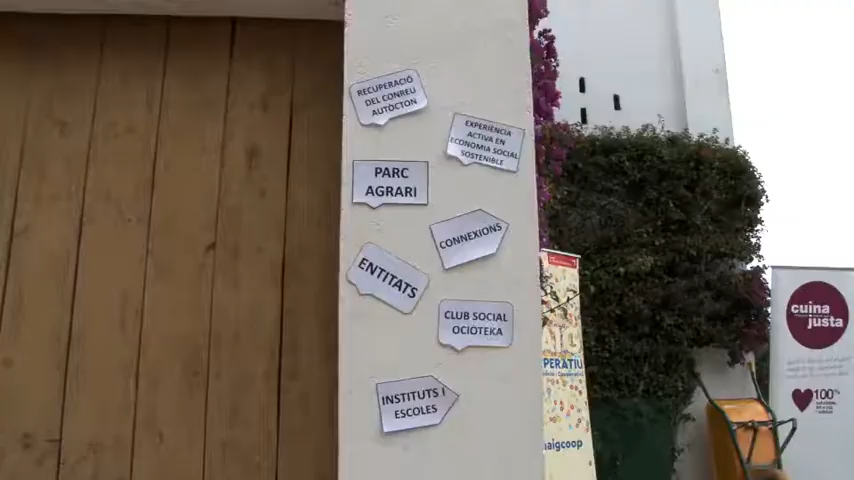 RECUPERACIÓ
DEL CONREU
AUTÒCTON
EXPERIÈNCIA
ACTIVA EN
ECONOMIA SOCIAL
SOSTENIBLE
PARC
AGRARI
CONNEXIONS
ENTITATS
CLUB SOCIAL
OCIOTEKA
INSTITUTS I
ESCOLES
PERATIU
naigcoop
cuina
justa
100%